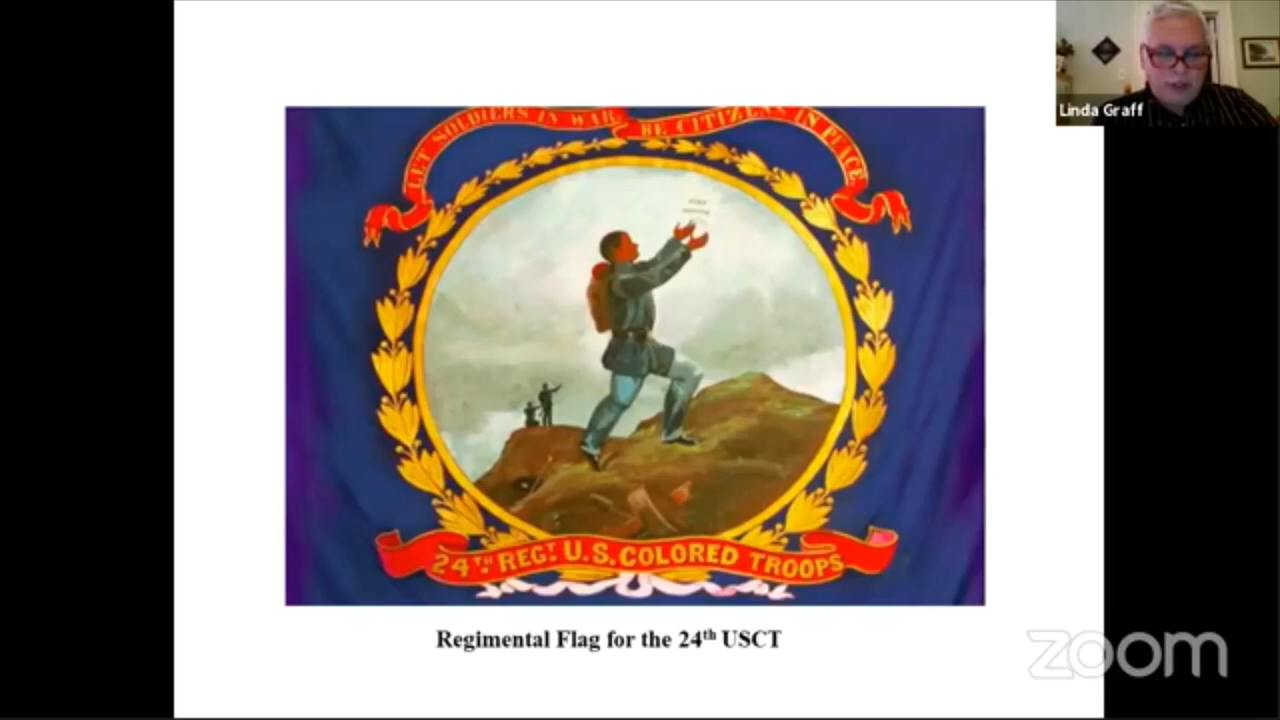 LET SOLDIERS IN WAR BE CITIZENS IN PEACE
Linda Graff
24TH REGT. U.S. COLORED TROOPS
Regimental Flag for the 24th USCT
zoom